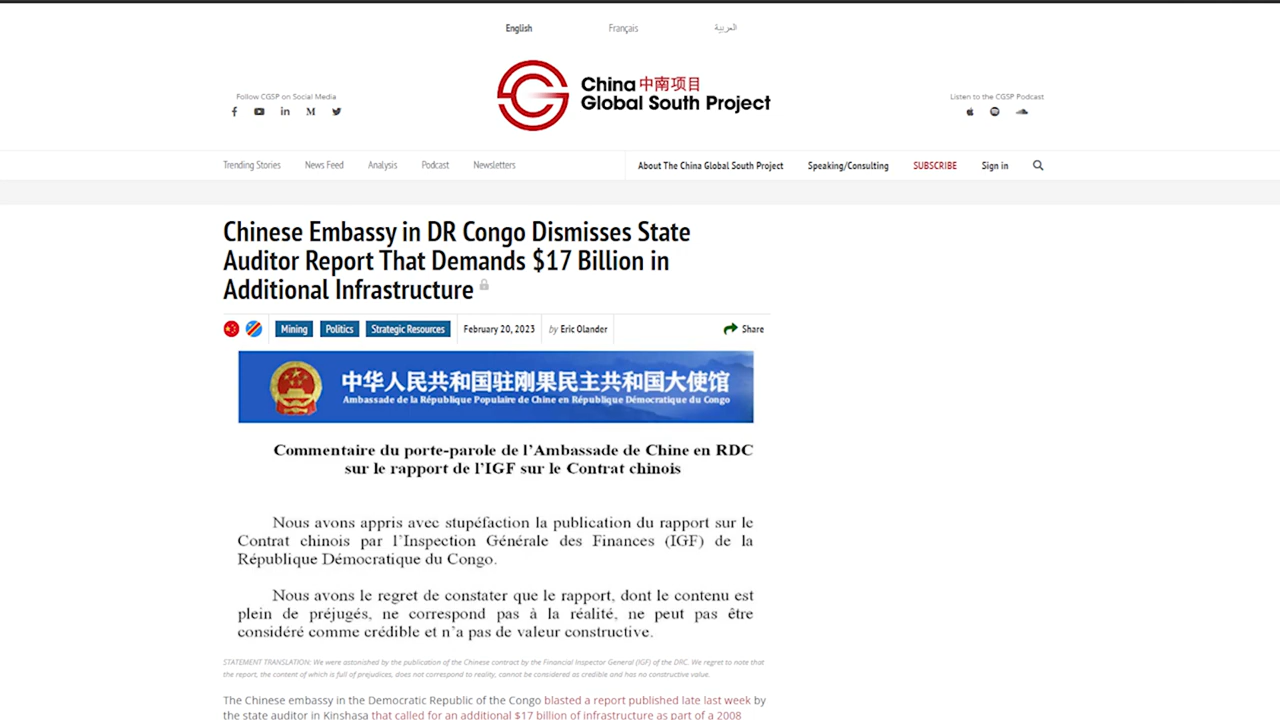 English Français العربية
Follow CGSP on Social Media
China 中南项目
Global South Project
Listen to the CGSP Podcast
Trending Stories News Feed Analysis Podcast Newsletters About The China Global South Project Speaking/Consulting SUBSCRIBE Sign in
Chinese Embassy in DR Congo Dismisses State
Auditor Report That Demands $17 Billion in
Additional Infrastructure
Mining Politics Strategic Resources February 20, 2023 by Eric Olander Share
中华人民共和国驻刚果民主共和国大使馆
Ambassade de la République Populaire de Chine en République Démocratique du Congo
Commentaire du porte-parole de l'Ambassade de Chine en RDC
sur le rapport de l'IGF sur le Contrat chinois
Nous avons appris avec stupéfaction la publication du rapport sur le
Contrat chinois par l'Inspection Générale des Finances (IGF) de la
République Démocratique du Congo.
Nous avons le regret de constater que le rapport, dont le contenu est
plein de préjugés, ne correspond pas à la réalité, ne peut pas être
considéré comme crédible et n'a pas de valeur constructive.
STATEMENT TRANSLATION: We were astonished by the publication of the Chinese contract by the Financial Inspector General (IGF) of the DRC. We regret to note that
the report, the content of which is full of prejudices, does not correspond to reality, cannot be considered as credible and has no constructive value.
The Chinese embassy in the Democratic Republic of the Congo blasted a report published late last week by
the state auditor in Kinshasa that called for an additional $17 billion of infrastructure as part of a 2008